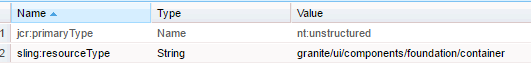 Name Type Value
1 jcr:primaryType Name nt:unstructured
2 sling:resourceType String granite/ui/components/foundation/container